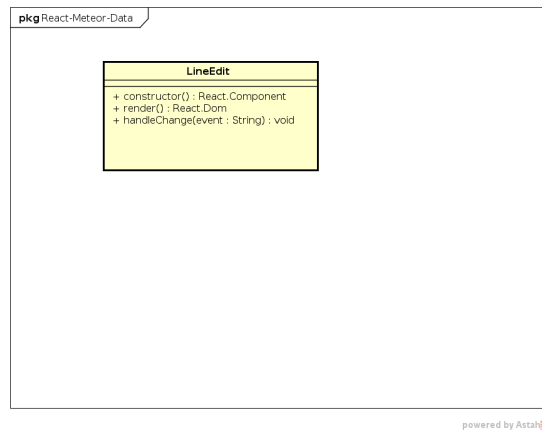 pkg React-Meteor-Data
LineEdit
+ constructor() : React.Component
+ render() : React.Dom
+ handleChange(event : String) : void
powered by Astah